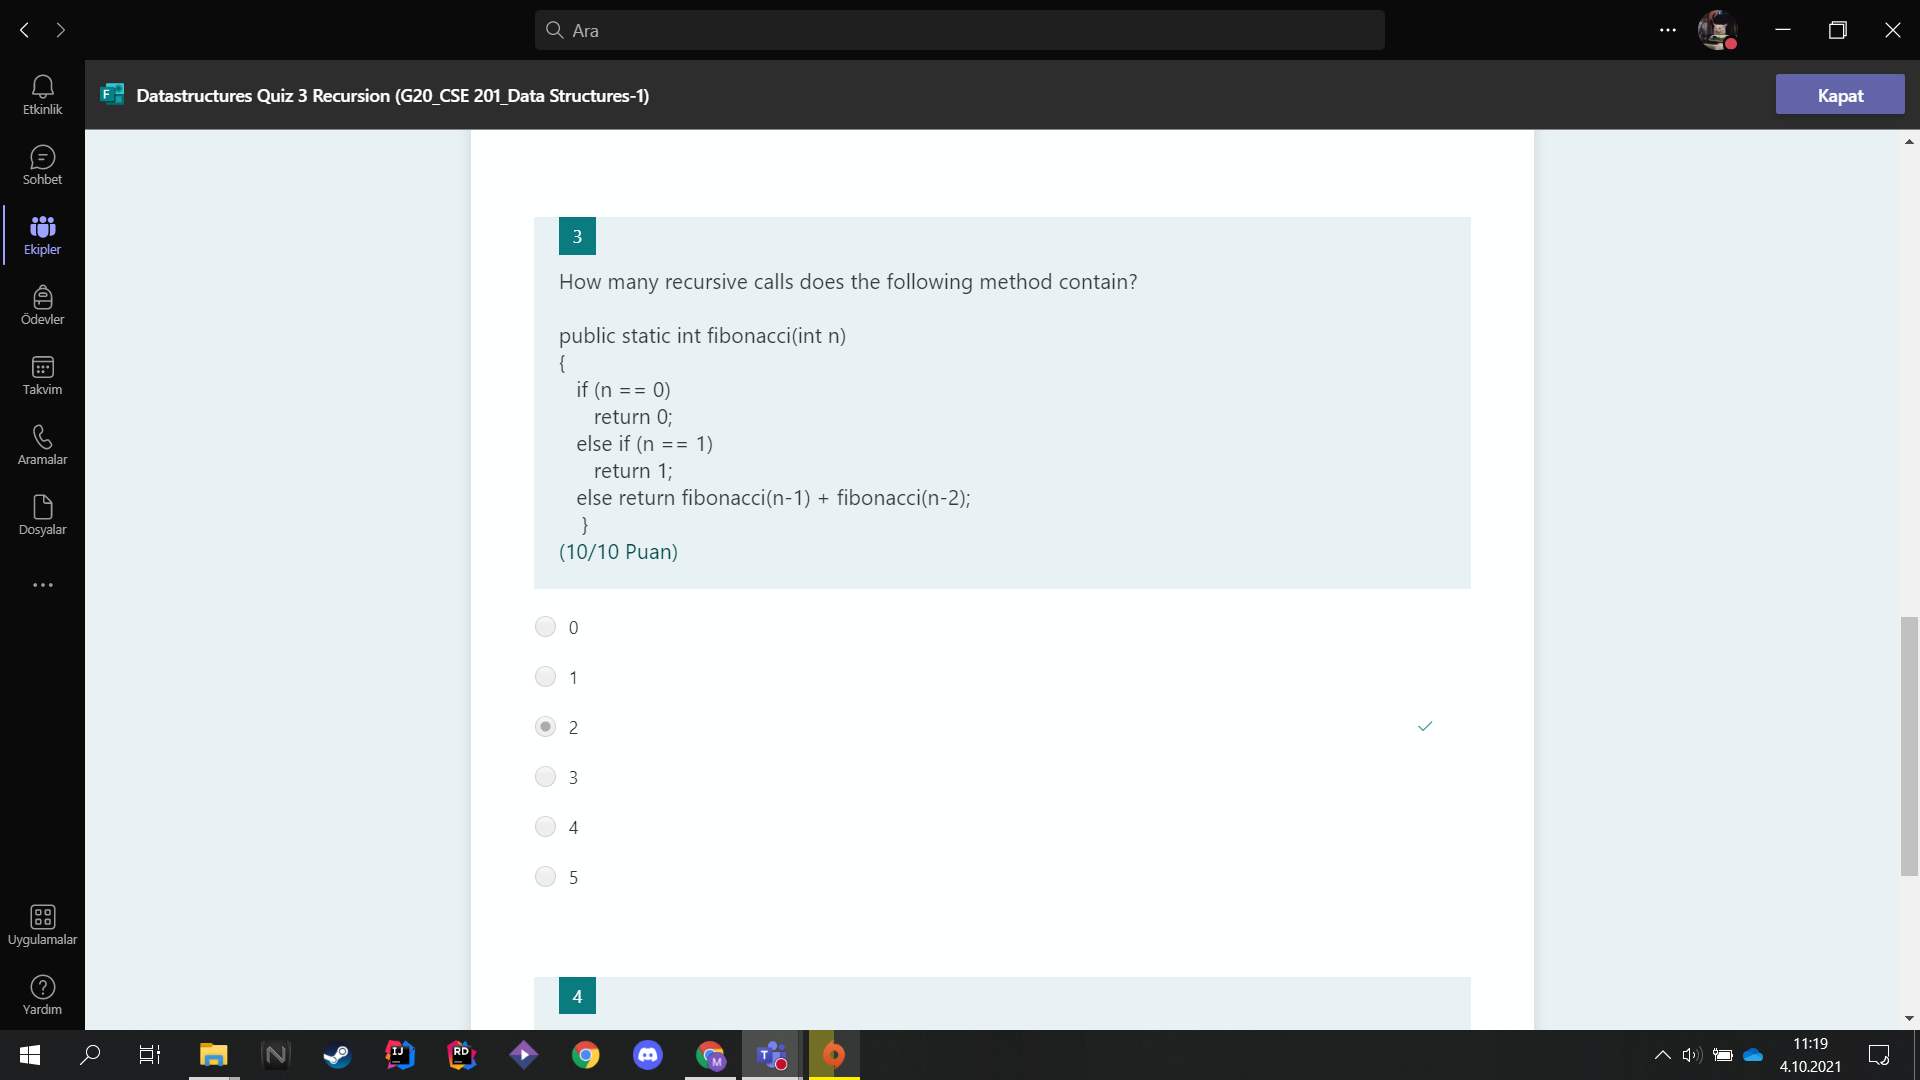 Ara
Etkinlik
Sohbet
Ekipler
Ödevler
Takvim
Aramalar
Dosyalar
Uygulamalar
Yardım
Datastructures Quiz 3 Recursion (G20_CSE 201_Data Structures-1)
Kapat
3
How many recursive calls does the following method contain?
public static int fibonacci(int n)
{
if (n == 0)
return 0;
else if (n == 1)
return 1;
else return fibonacci(n-1) + fibonacci(n-2);
}
(10/10 Puan)
0
1
2
3
4
5
4
11:19
4.10.2021